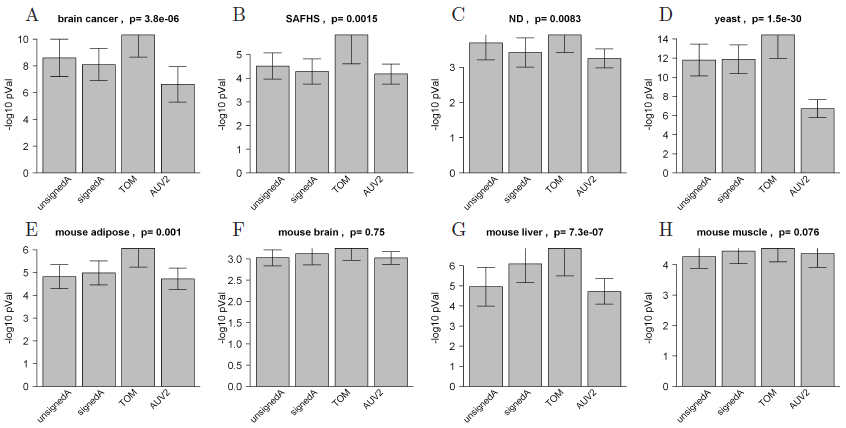 A brain cancer , p= 3.8e-06
-log10 pVal
10
8
6
4
2
0
unsignedA signedA TOM AUV2
B SAFHS , p= 0.0015
-log10 pVal
5
4
3
2
1
0
unsignedA signedA TOM AUV2
C ND , p= 0.0083
-log10 pVal
3
2
1
0
unsignedA signedA TOM AUV2
D yeast , p= 1.5e-30
-log10 pVal
14
12
10
8
6
4
2
0
unsignedA signedA TOM AUV2
E mouse adipose , p= 0.001
-log10 pVal
6
5
4
3
2
1
0
unsignedA signedA TOM AUV2
F mouse brain , p= 0.75
-log10 pVal
3.0
2.5
2.0
1.5
1.0
0.5
0.0
unsignedA signedA TOM AUV2
G mouse liver , p= 7.3e-07
-log10 pVal
6
5
4
3
2
1
0
unsignedA signedA TOM AUV2
H mouse muscle , p= 0.076
-log10 pVal
4
3
2
1
0
unsignedA signedA TOM AUV2